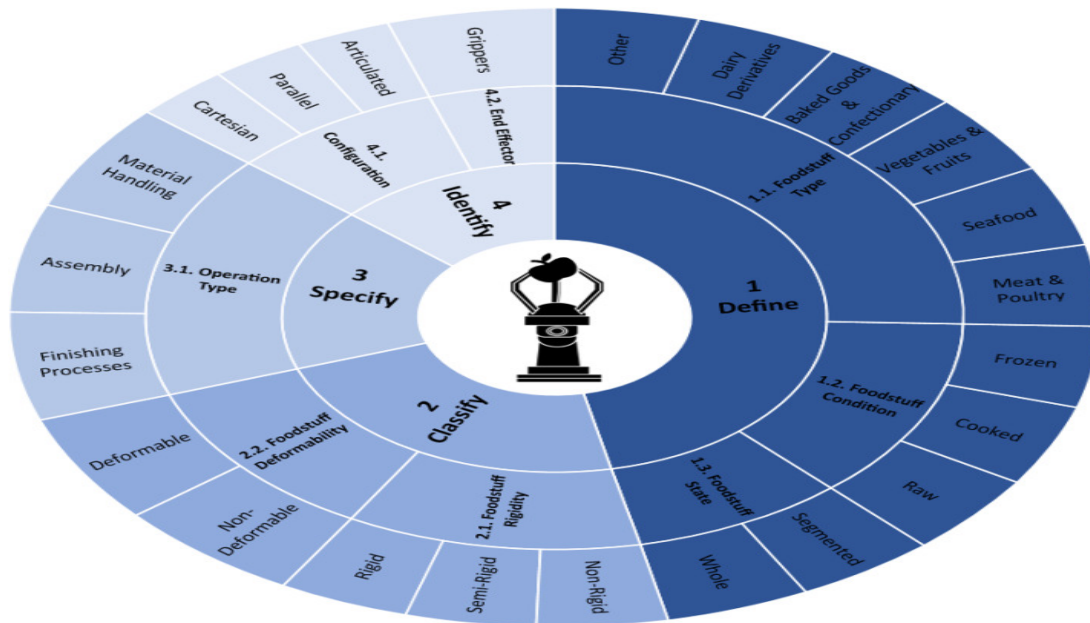 1
Define
1.1. Foodstuff
Type
Other
Dairy
Derivatives
Baked Goods
&
Confectionary
Vegetables &
Fruits
Seafood
Meat &
Poultry
1.2. Foodstuff
Condition
Frozen
Cooked
Raw
1.3. Foodstuff
State
Segmented
Whole
2
Classify
2.1. Foodstuff
Rigidity
Non-Rigid
Semi-Rigid
Rigid
2.2. Foodstuff
Deformability
Non-
Deformable
Deformable
3
Specify
3.1. Operation
Type
Finishing
Processes
Assembly
Material
Handling
4
Identify
4.1.
Configuration
Cartesian
Parallel
Articulated
4.2. End Effector
Grippers